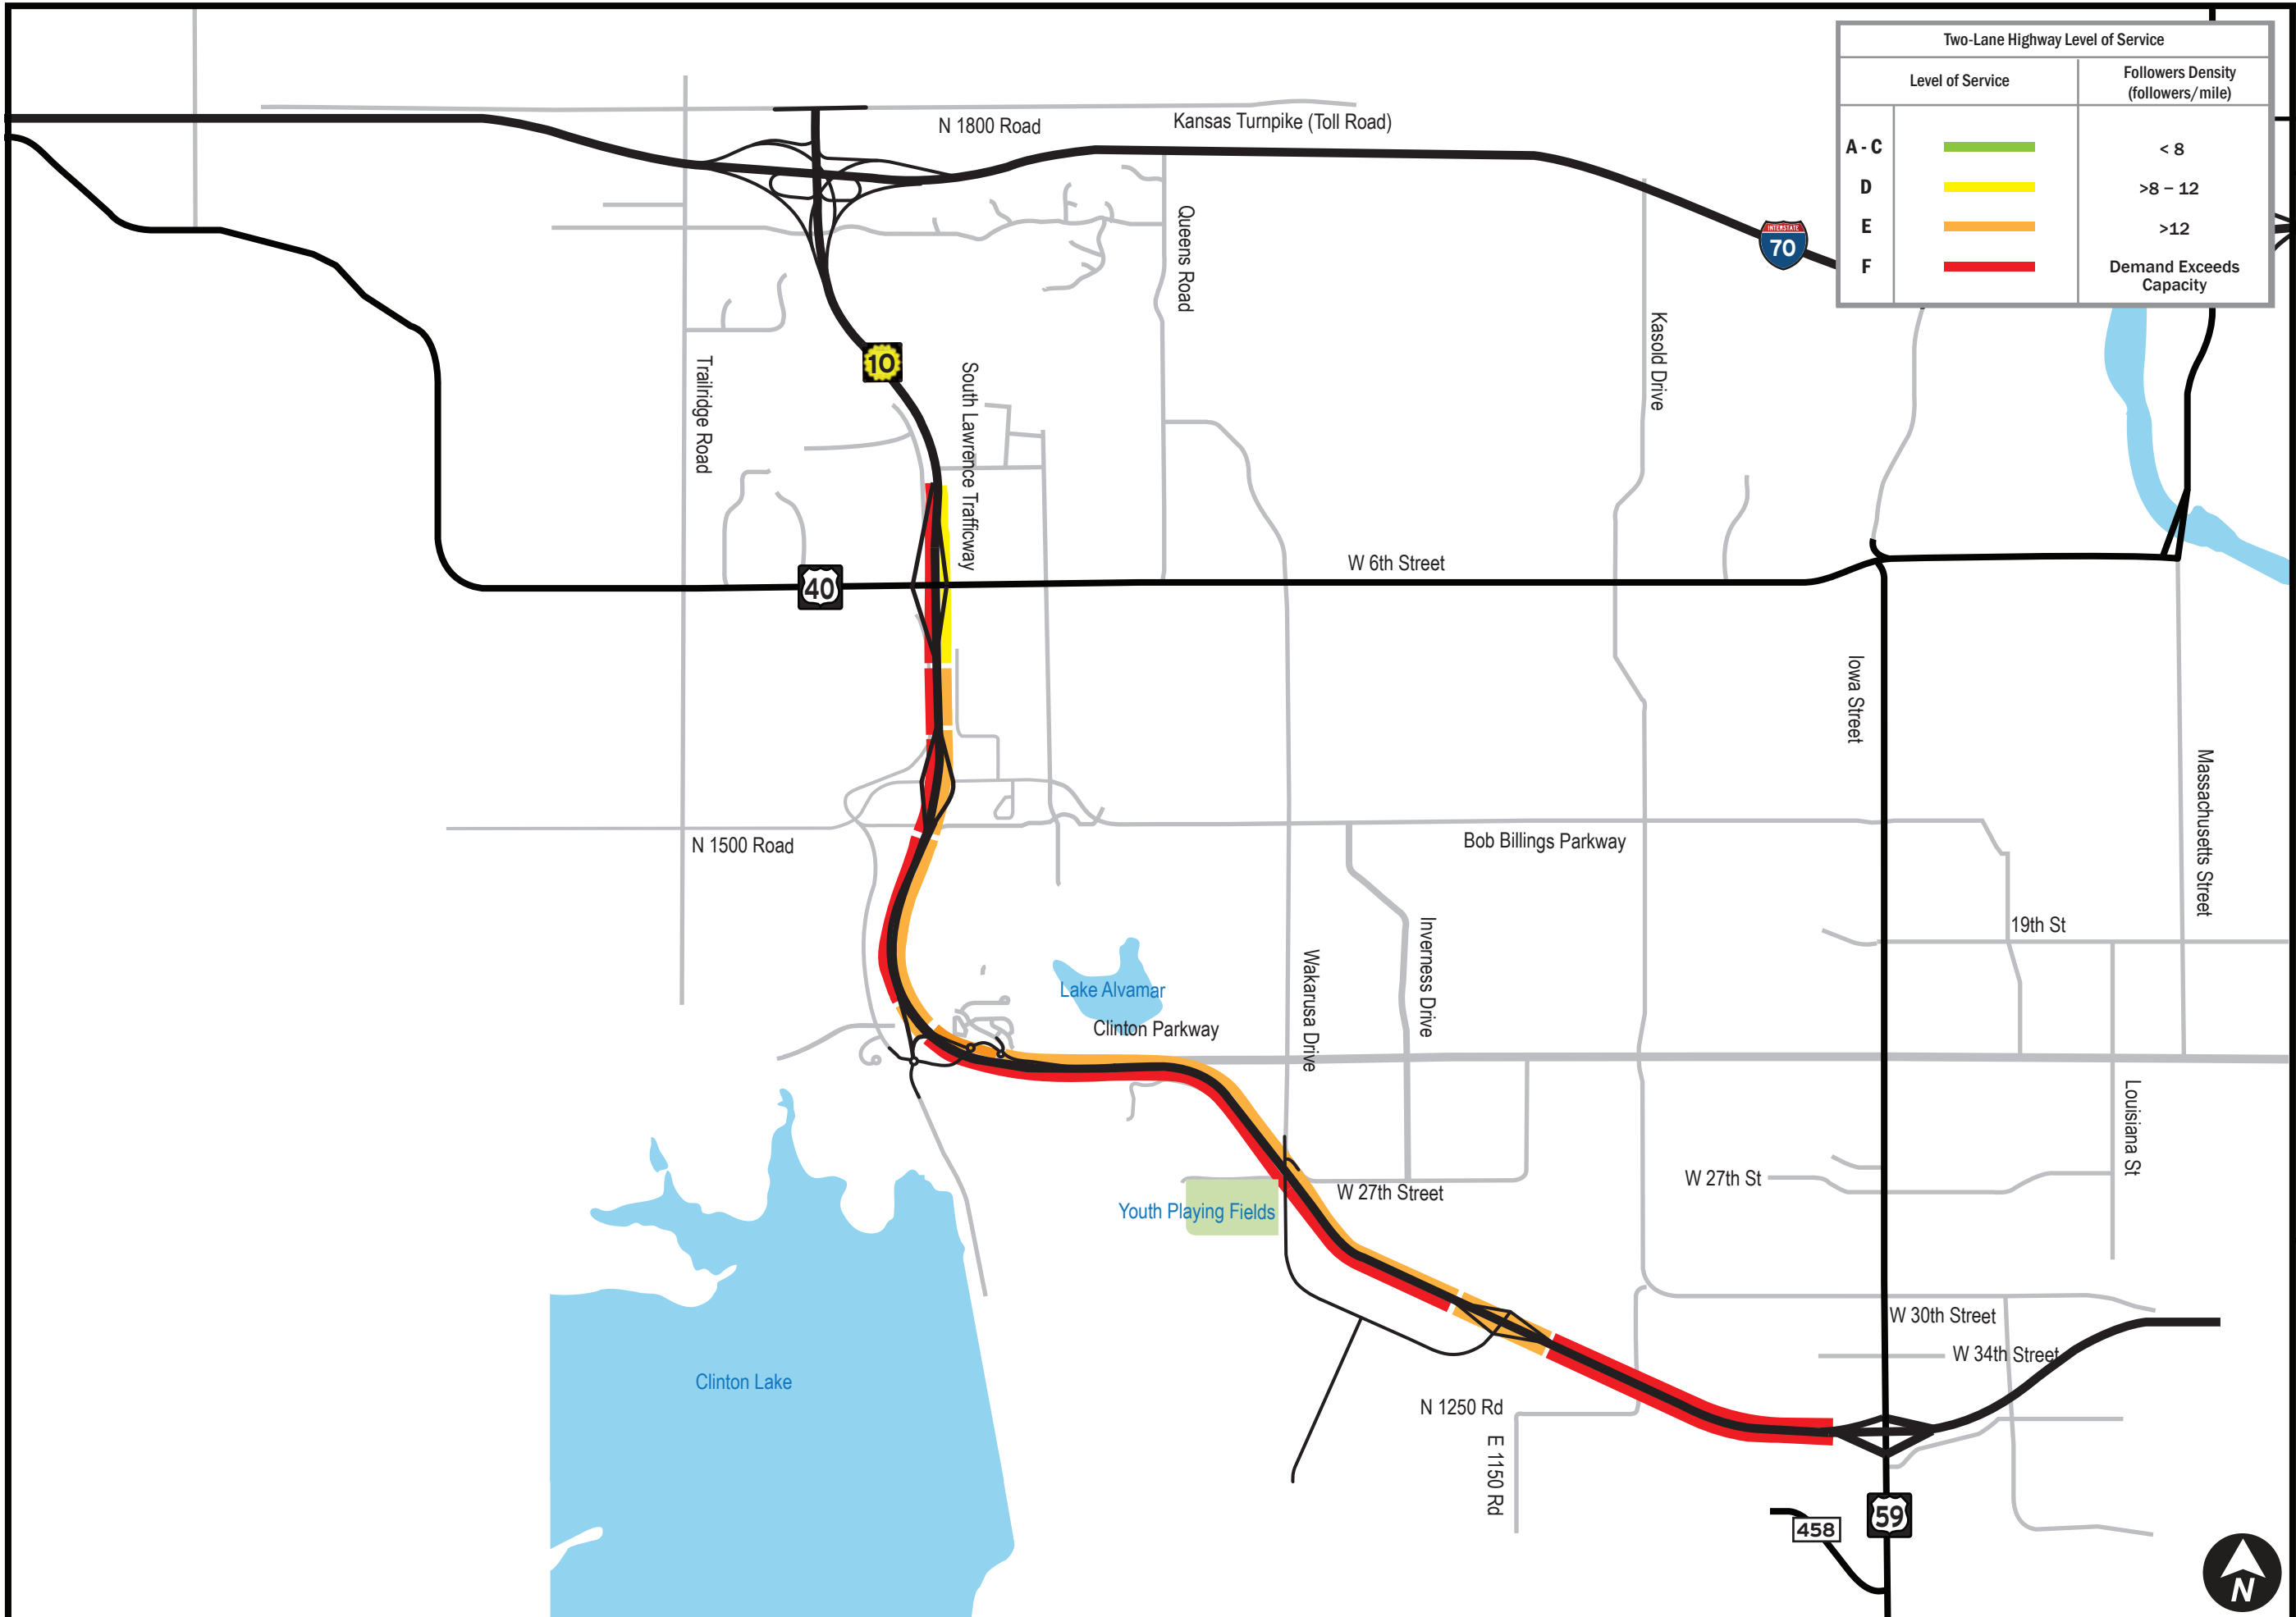 Two-Lane Highway Level of Service
Level of Service
Followers Density
(followers/mile)
A - C
< 8
D
>8 – 12
E
>12
F
Demand Exceeds
Capacity
N 1800 Road
Kansas Turnpike (Toll Road)
INTERSTATE
70
Queens Road
Kasold Drive
10
South Lawrence Trafficway
Trailridge Road
W 6th Street
40
Iowa Street
Massachusetts Street
N 1500 Road
Bob Billings Parkway
19th St
Inverness Drive
Wakarusa Drive
Lake Alvamar
Clinton Parkway
Louisiana St
W 27th St
W 27th Street
Youth Playing Fields
W 30th Street
W 34th Street
Clinton Lake
N 1250 Rd
E 1150 Rd
59
458
N